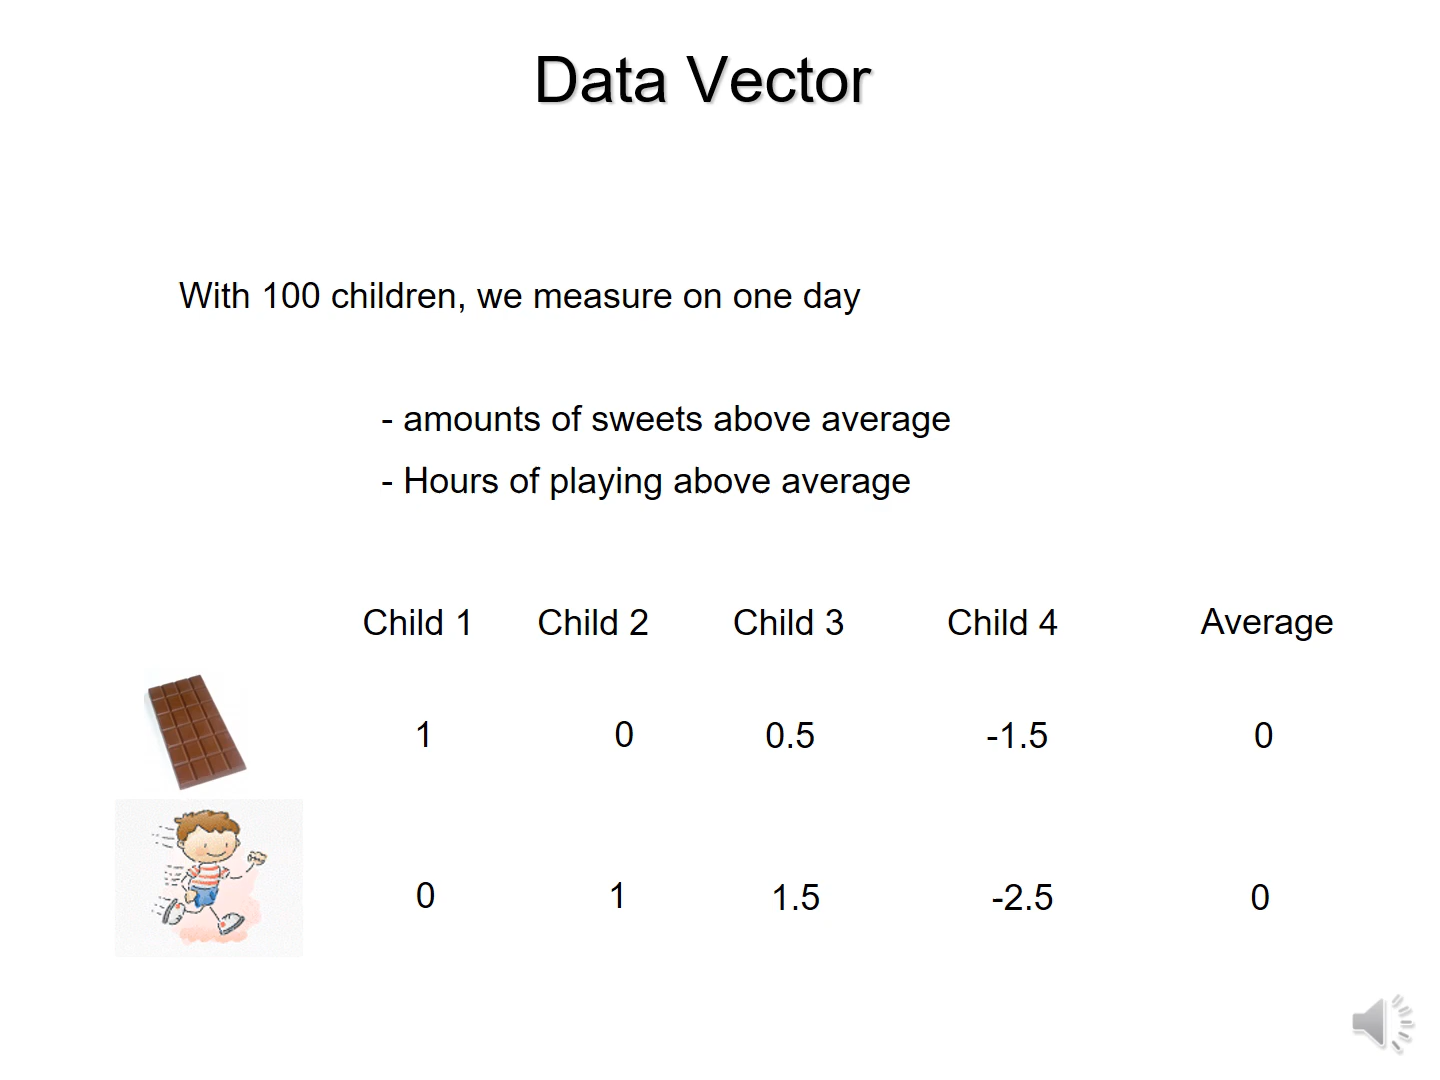 Data Vector
With 100 children, we measure on one day
- amounts of sweets above average
- Hours of playing above average
Child 1 Child 2 Child 3 Child 4 Average
1 0 0.5 -1.5 0
0 1 1.5 -2.5 0